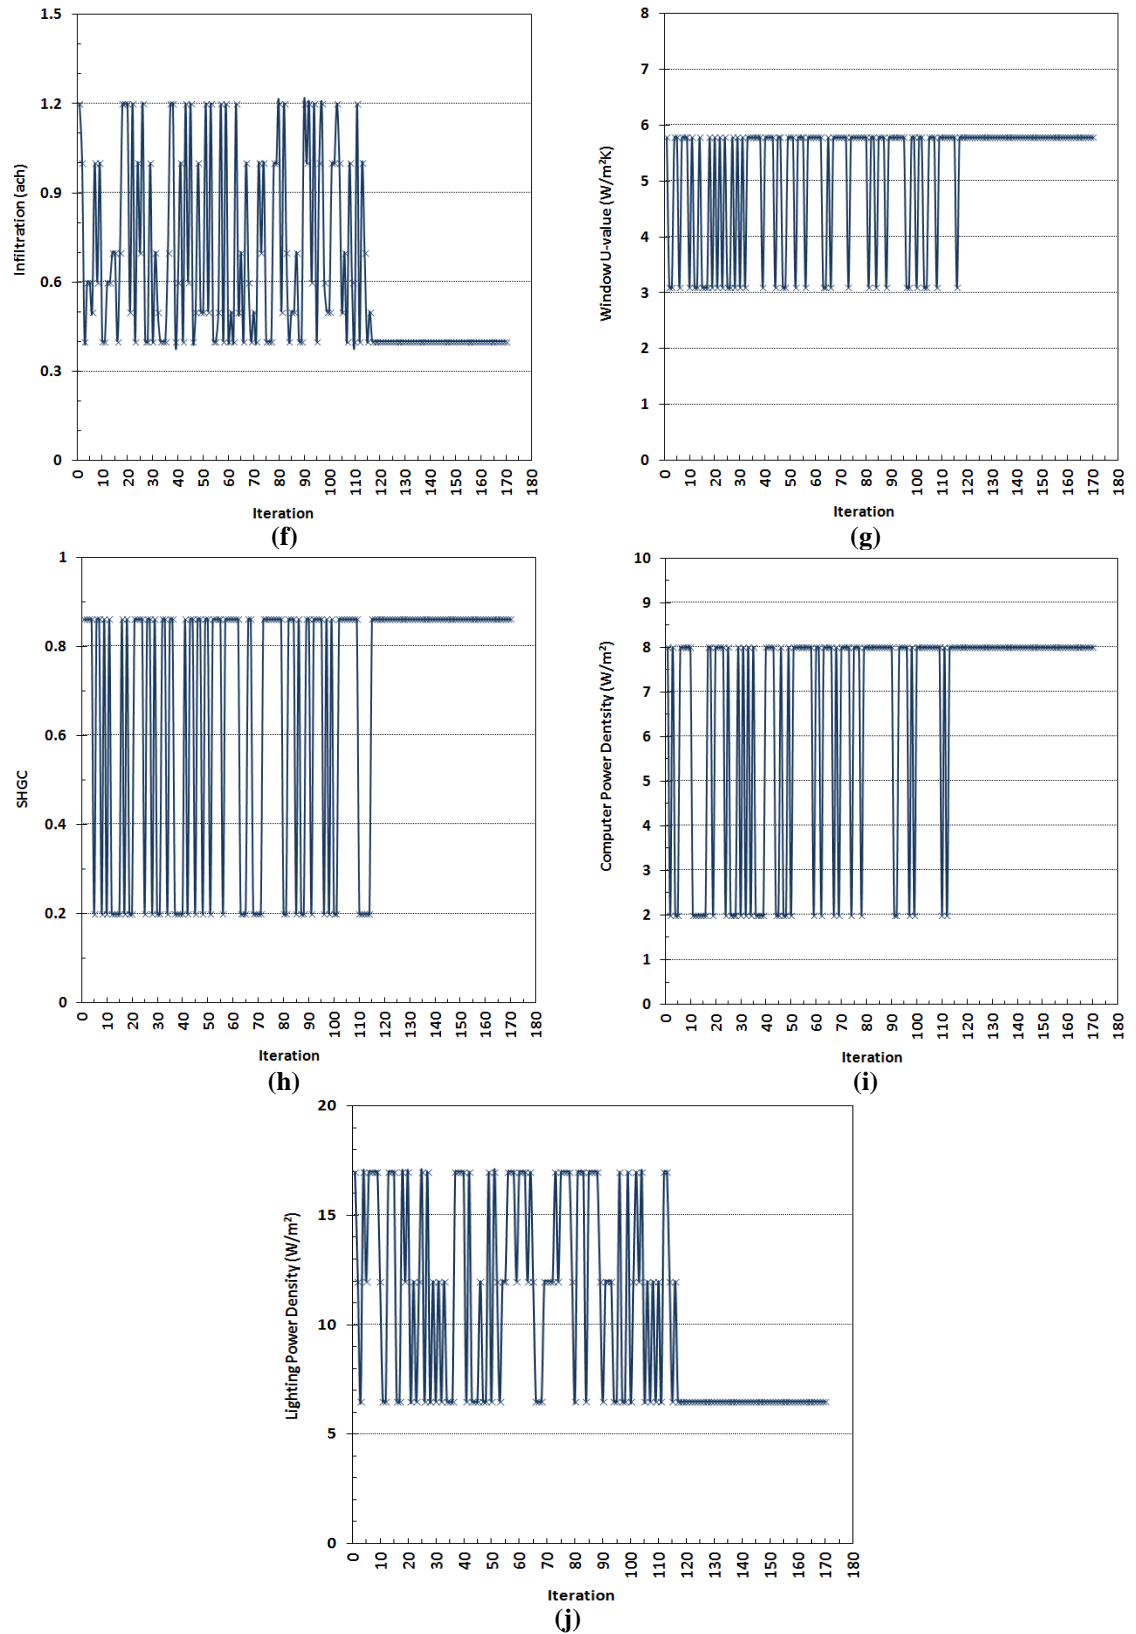 1.5
1.2
0.9
0.6
0.3
0
Infiltration (ach)
0 10 20 30 40 50 60 70 80 90 100 110 120 130 140 150 160 170 180
Iteration
(f)
8
7
6
5
4
3
2
1
0
Window U-value (W/m²K)
0 10 20 30 40 50 60 70 80 90 100 110 120 130 140 150 160 170 180
Iteration
(g)
1
0.8
0.6
0.4
0.2
0
SHGC
0 10 20 30 40 50 60 70 80 90 100 110 120 130 140 150 160 170 180
Iteration
(h)
10
9
8
7
6
5
4
3
2
1
0
Computer Power Dentsity (W/m²)
0 10 20 30 40 50 60 70 80 90 100 110 120 130 140 150 160 170 180
Iteration
(i)
20
15
10
5
0
Lighting Power Density (W/m²)
0 10 20 30 40 50 60 70 80 90 100 110 120 130 140 150 160 170 180
Iteration
(j)